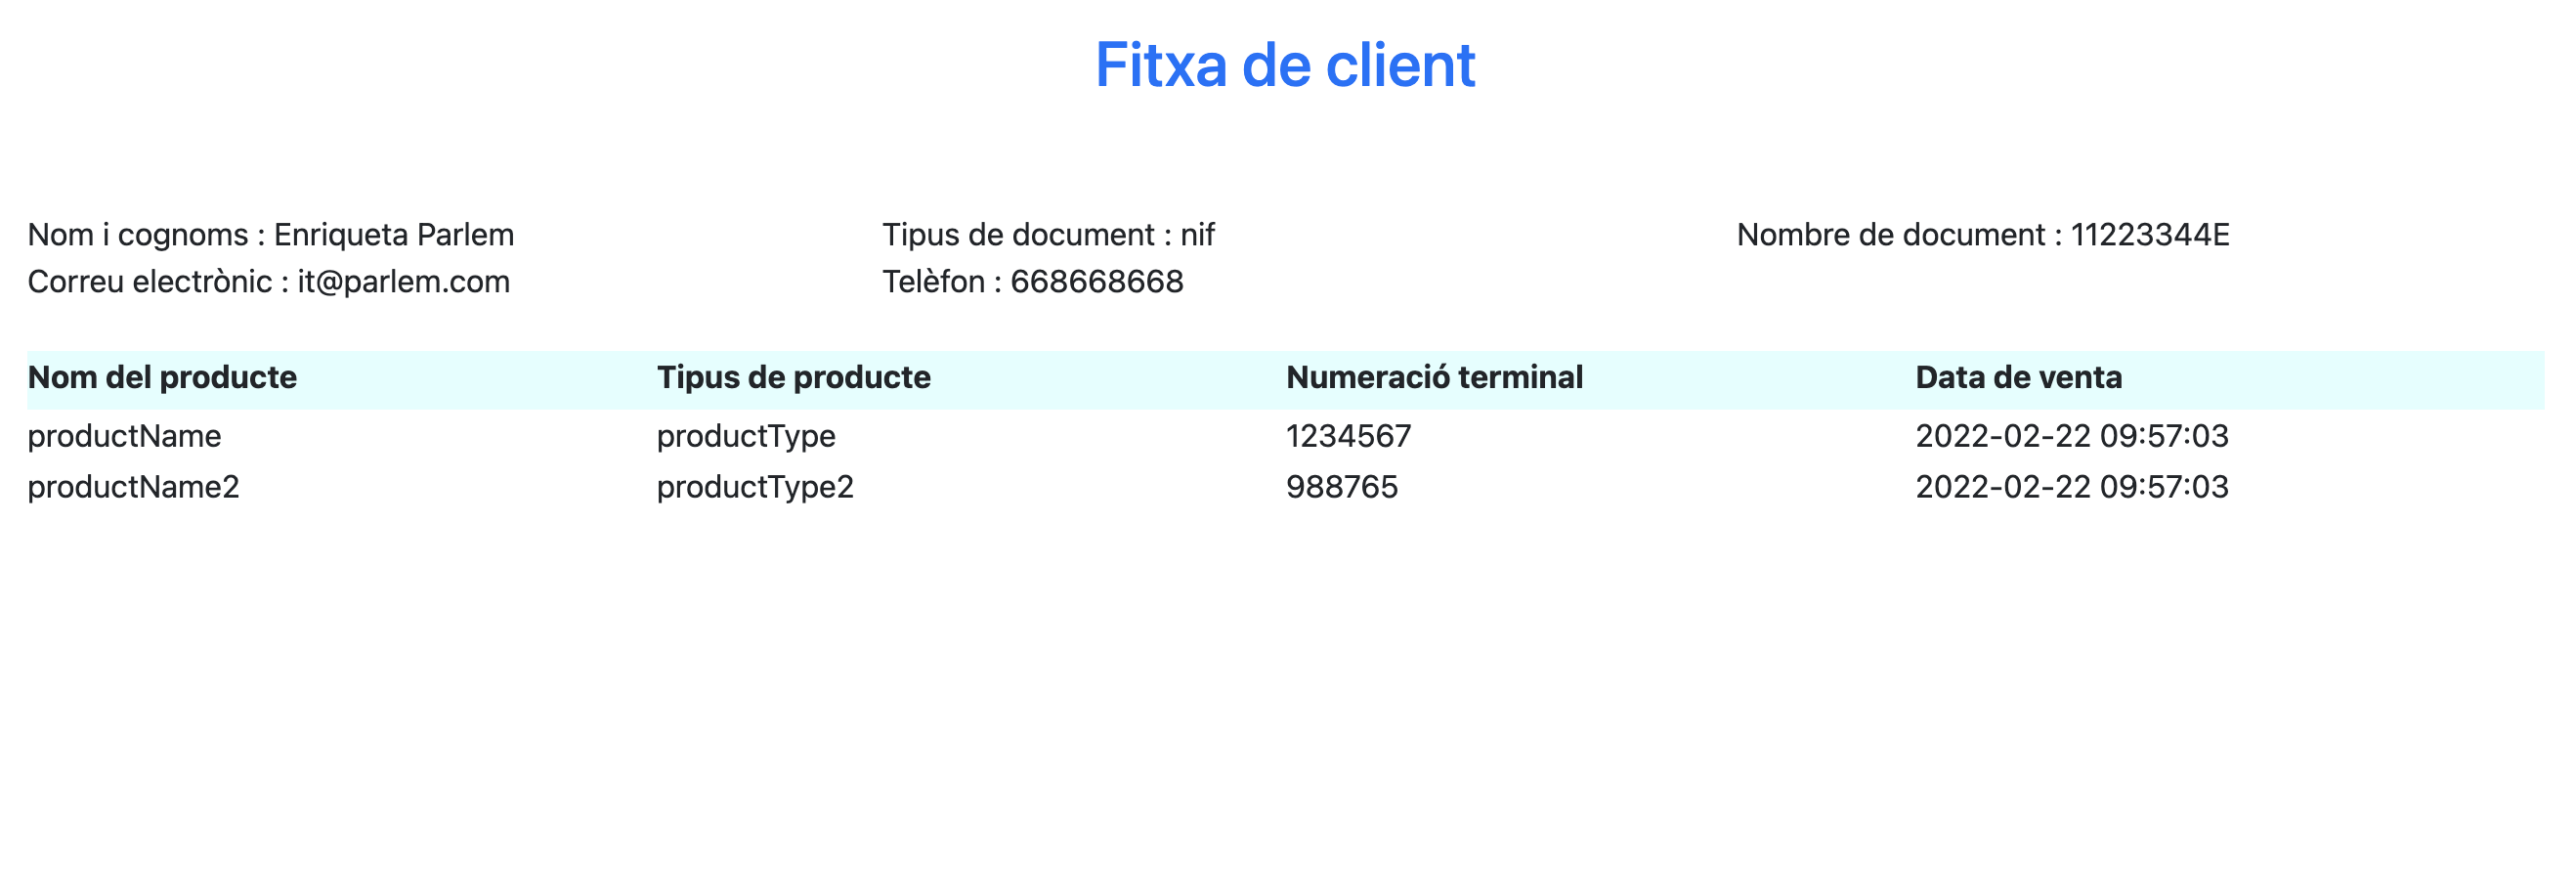 Fitxa de client
Nom i cognoms : Enriqueta Parlem Tipus de document : nif Nombre de document : 11223344E
Correu electrònic : it@parlem.com Telèfon : 668668668
Nom del producte Tipus de producte Numeració terminal Data de venta
productName productType 1234567 2022-02-22 09:57:03
productName2 productType2 988765 2022-02-22 09:57:03